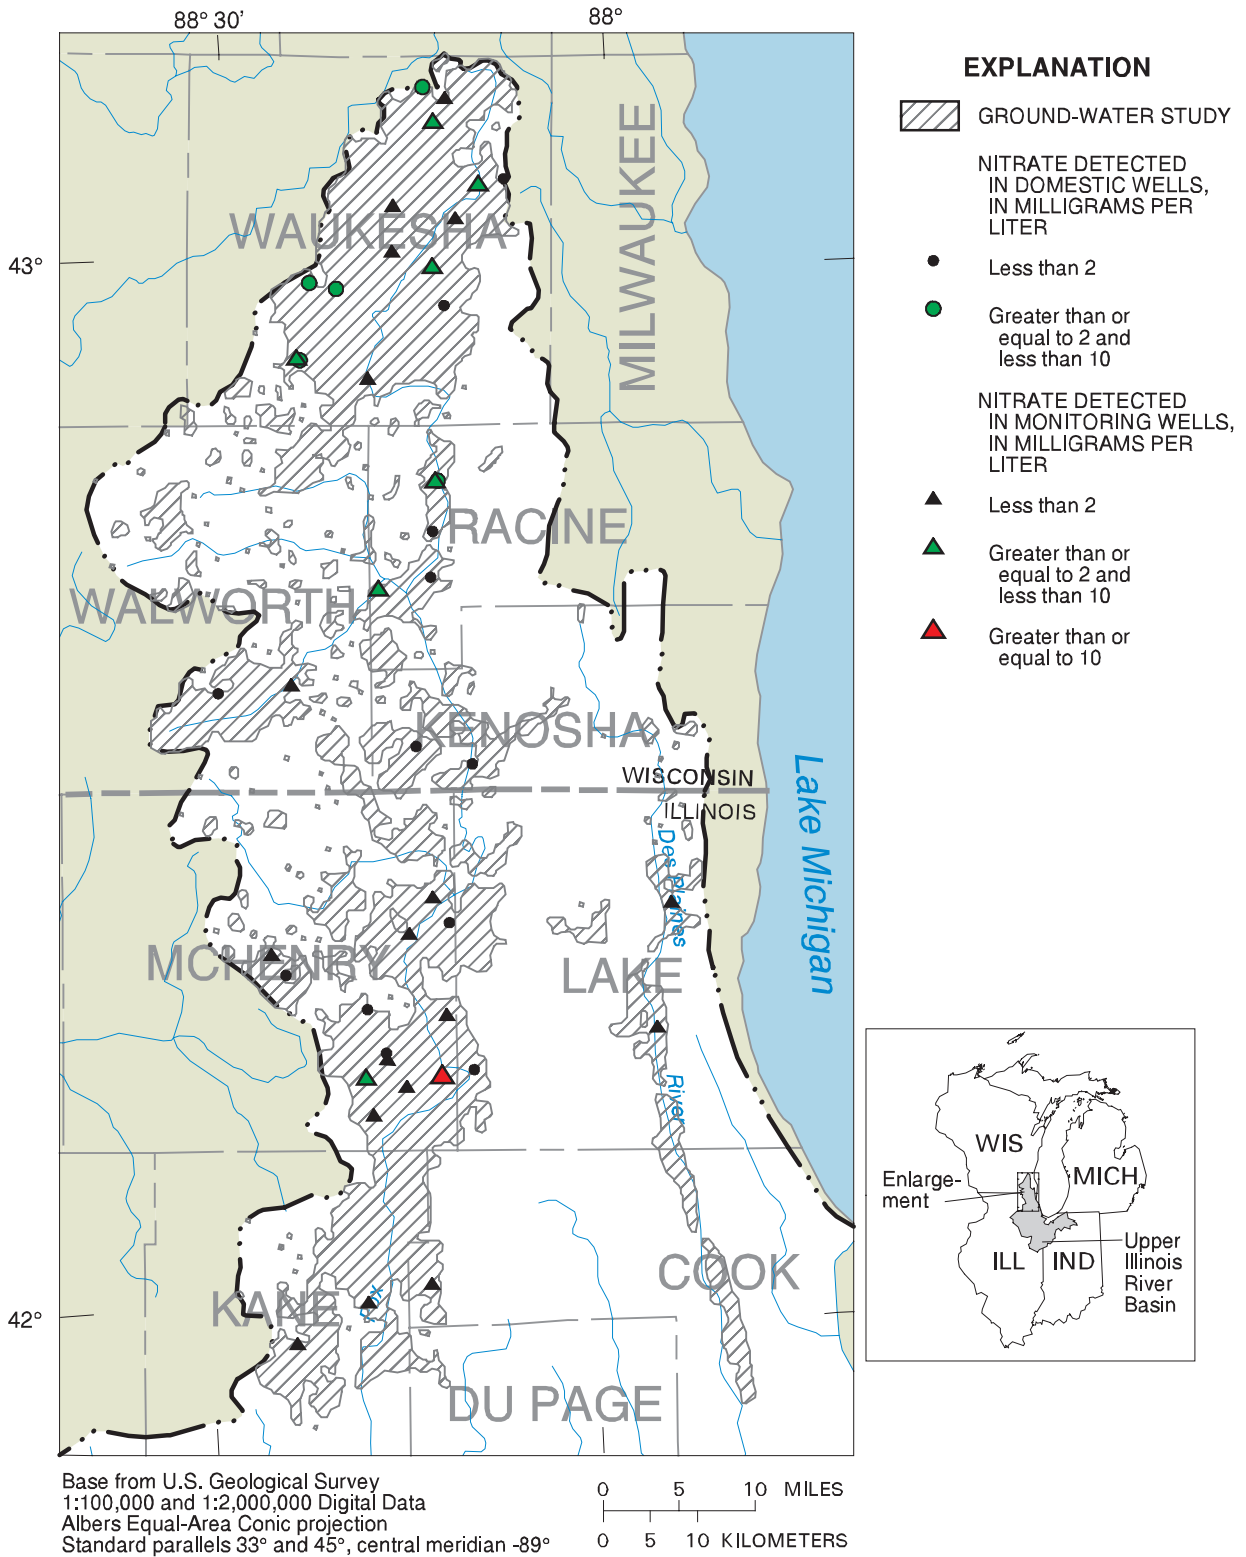 88° 30'
88°
EXPLANATION
GROUND-WATER STUDY
NITRATE DETECTED
IN DOMESTIC WELLS,
IN MILLIGRAMS PER
LITER
Less than 2
Greater than or
equal to 2 and
less than 10
NITRATE DETECTED
IN MONITORING WELLS,
IN MILLIGRAMS PER
LITER
Less than 2
Greater than or
equal to 2 and
less than 10
Greater than or
equal to 10
MILWAUKEE
WAUKESHA
43°
RACINE
WALWORTH
KENOSHA
WISCONSIN
ILLINOIS
Lake Michigan
Des Plaines
River
MCHENRY
LAKE
COOK
KANE
Fox
42°
DU PAGE
WIS
MICH
Enlarge-
ment
ILL
IND
Upper
Illinois
River
Basin
Base from U.S. Geological Survey
1:100,000 and 1:2,000,000 Digital Data
Albers Equal-Area Conic projection
Standard parallels 33° and 45°, central meridian -89°
0 5 10 MILES
0 5 10 KILOMETERS